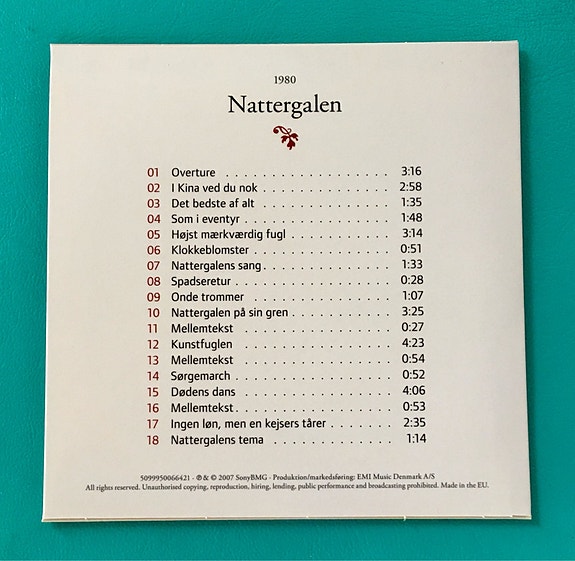 1980
Nattergalen
01 Overture . . . . . . . . . . . . . . . . . . 3:16
02 I Kina ved du nok . . . . . . . . . . . . . . 2:58
03 Det bedste af alt . . . . . . . . . . . . . . 1:35
04 Som i eventyr . . . . . . . . . . . . . . . . 1:48
05 Højst mærkværdig fugl . . . . . . . . . . . 3:14
06 Klokkeblomster . . . . . . . . . . . . . . . 0:51
07 Nattergalens sang . . . . . . . . . . . . . . 1:33
08 Spadseretur . . . . . . . . . . . . . . . . . 0:28
09 Onde trommer . . . . . . . . . . . . . . . 1:07
10 Nattergalen på sin gren . . . . . . . . . . . 3:25
11 Mellemtekst . . . . . . . . . . . . . . . . 0:27
12 Kunstfuglen . . . . . . . . . . . . . . . . 4:23
13 Mellemtekst . . . . . . . . . . . . . . . . 0:54
14 Sørgemarch . . . . . . . . . . . . . . . . . 0:52
15 Dødens dans . . . . . . . . . . . . . . . . 4:06
16 Mellemtekst . . . . . . . . . . . . . . . . . 0:53
17 Ingen løn, men en kejsers tårer . . . . . . . 2:35
18 Nattergalens tema . . . . . . . . . . . . . 1:14
5099950066421 · ℗ & © 2007 SonyBMG · Produktion/markedsføring: EMI Music Denmark A/S
All rights reserved. Unauthorised copying, reproduction, hiring, lending, public performance and broadcasting prohibited. Made in the EU.